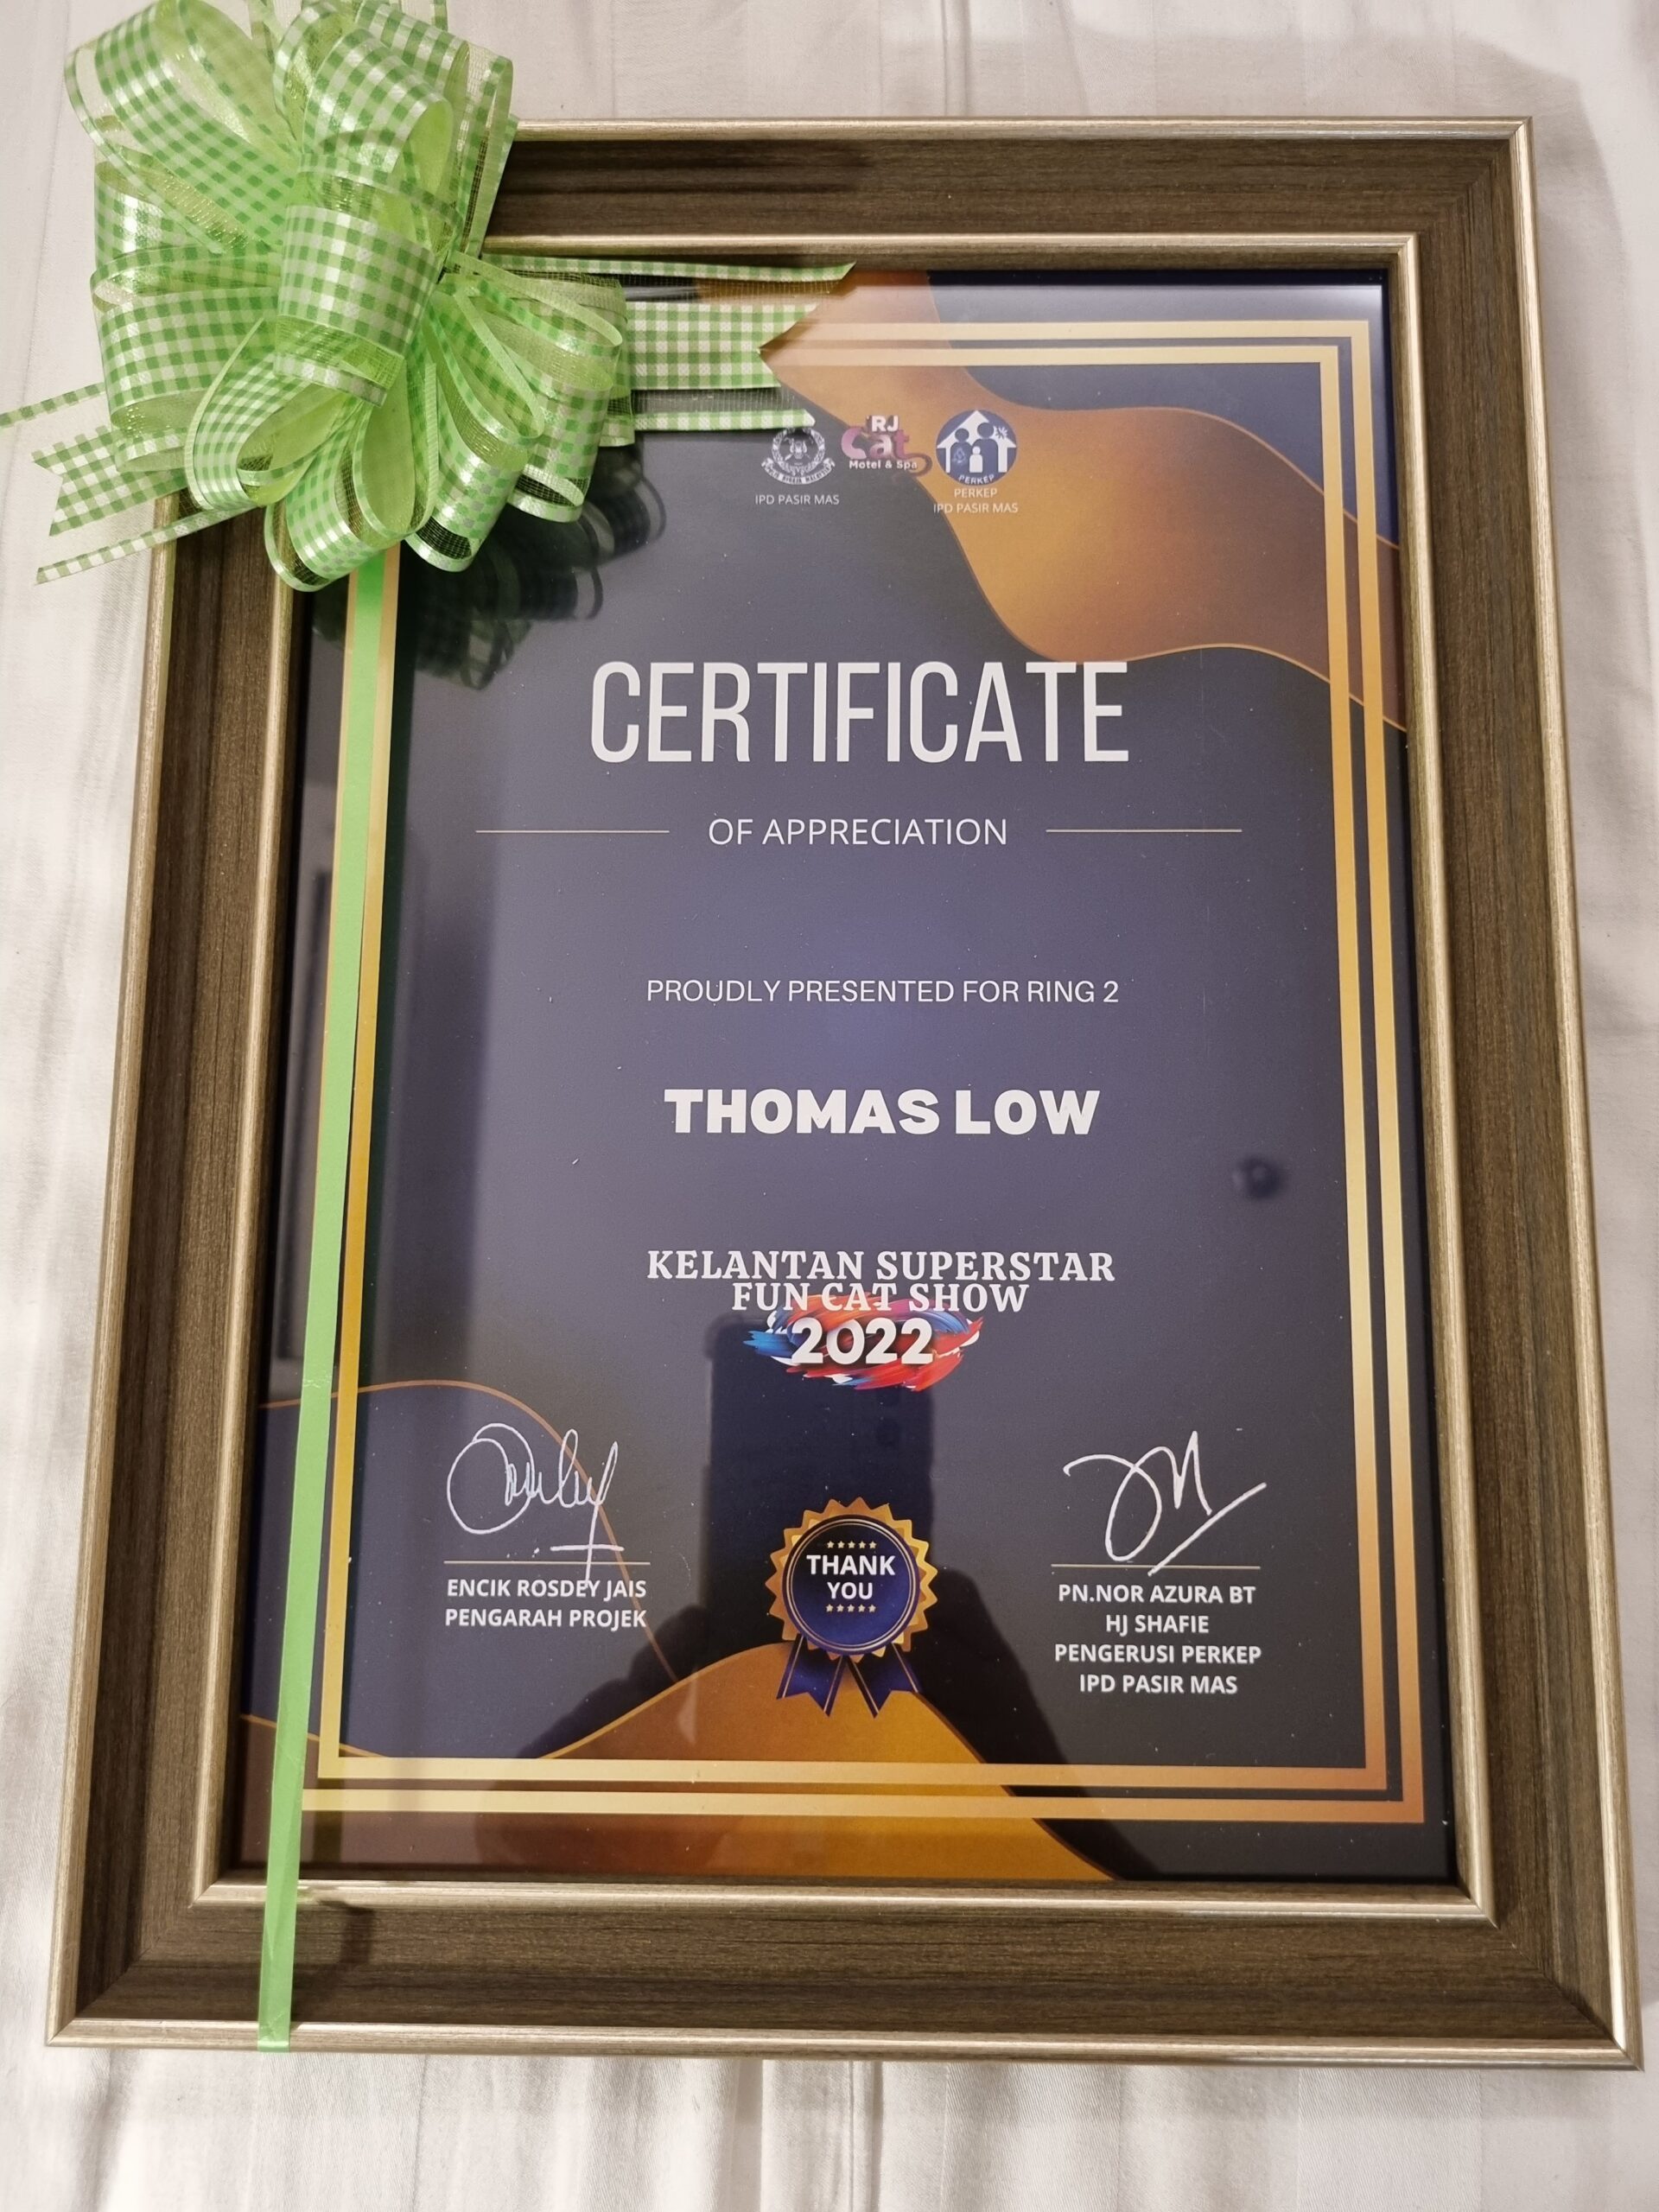 RJ
Cat
Motel & Spa
PERKEP
IPD PASIR MAS
PERKEP
IPD PASIR MAS
CERTIFICATE
OF APPRECIATION
PROUDLY PRESENTED FOR RING 2
THOMAS LOW
KELANTAN SUPERSTAR
FUN CAT SHOW
2022
THANK
YOU
ENCIK ROSDEY JAIS
PENGARAH PROJEK
PN.NOR AZURA BT
HJ SHAFIE
PENGERUSI PERKEP
IPD PASIR MAS